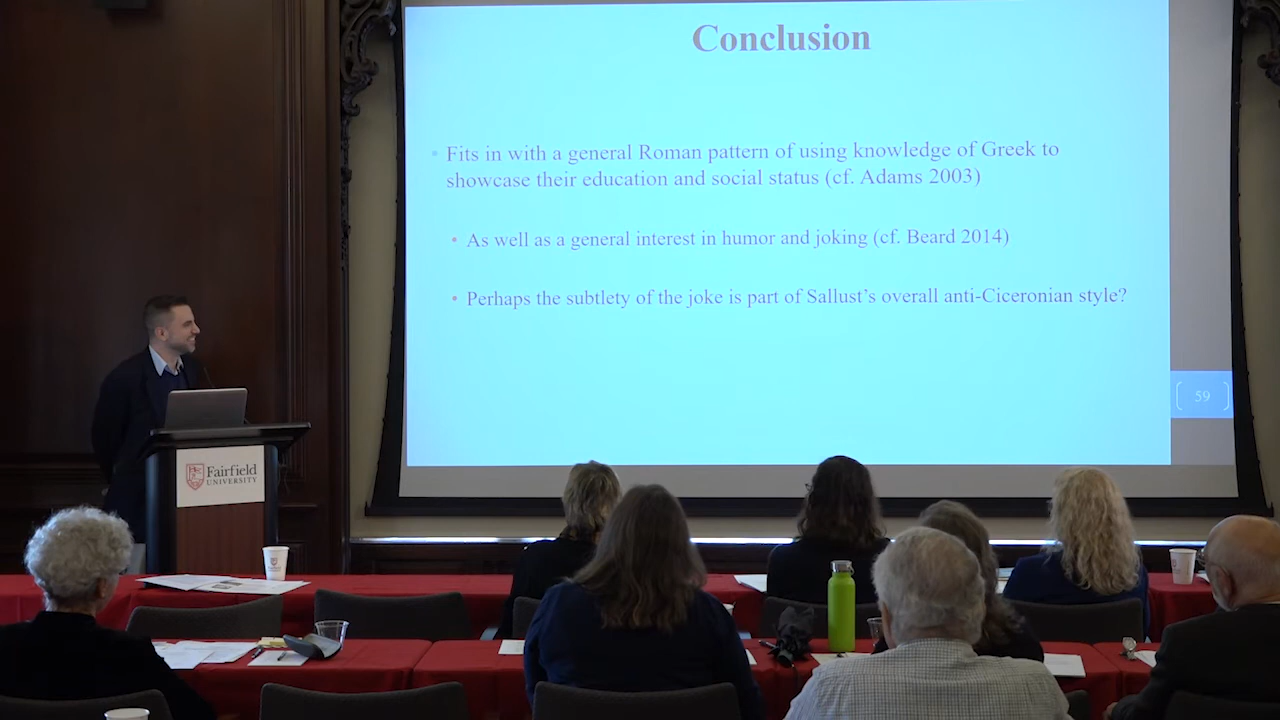 Conclusion
Fits in with a general Roman pattern of using knowledge of Greek to
showcase their education and social status (cf. Adams 2003)
As well as a general interest in humor and joking (cf. Beard 2014)
Perhaps the subtlety of the joke is part of Sallust's overall anti-Ciceronian style?
59
Fairfield
UNIVERSITY